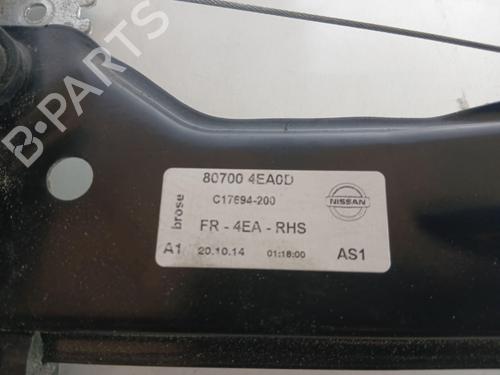 B-PARTS
80700 4EA0D
C17694-200
NISSAN
brose
FR - 4EA - RHS
A1 20.10.14 01:18:00 AS1